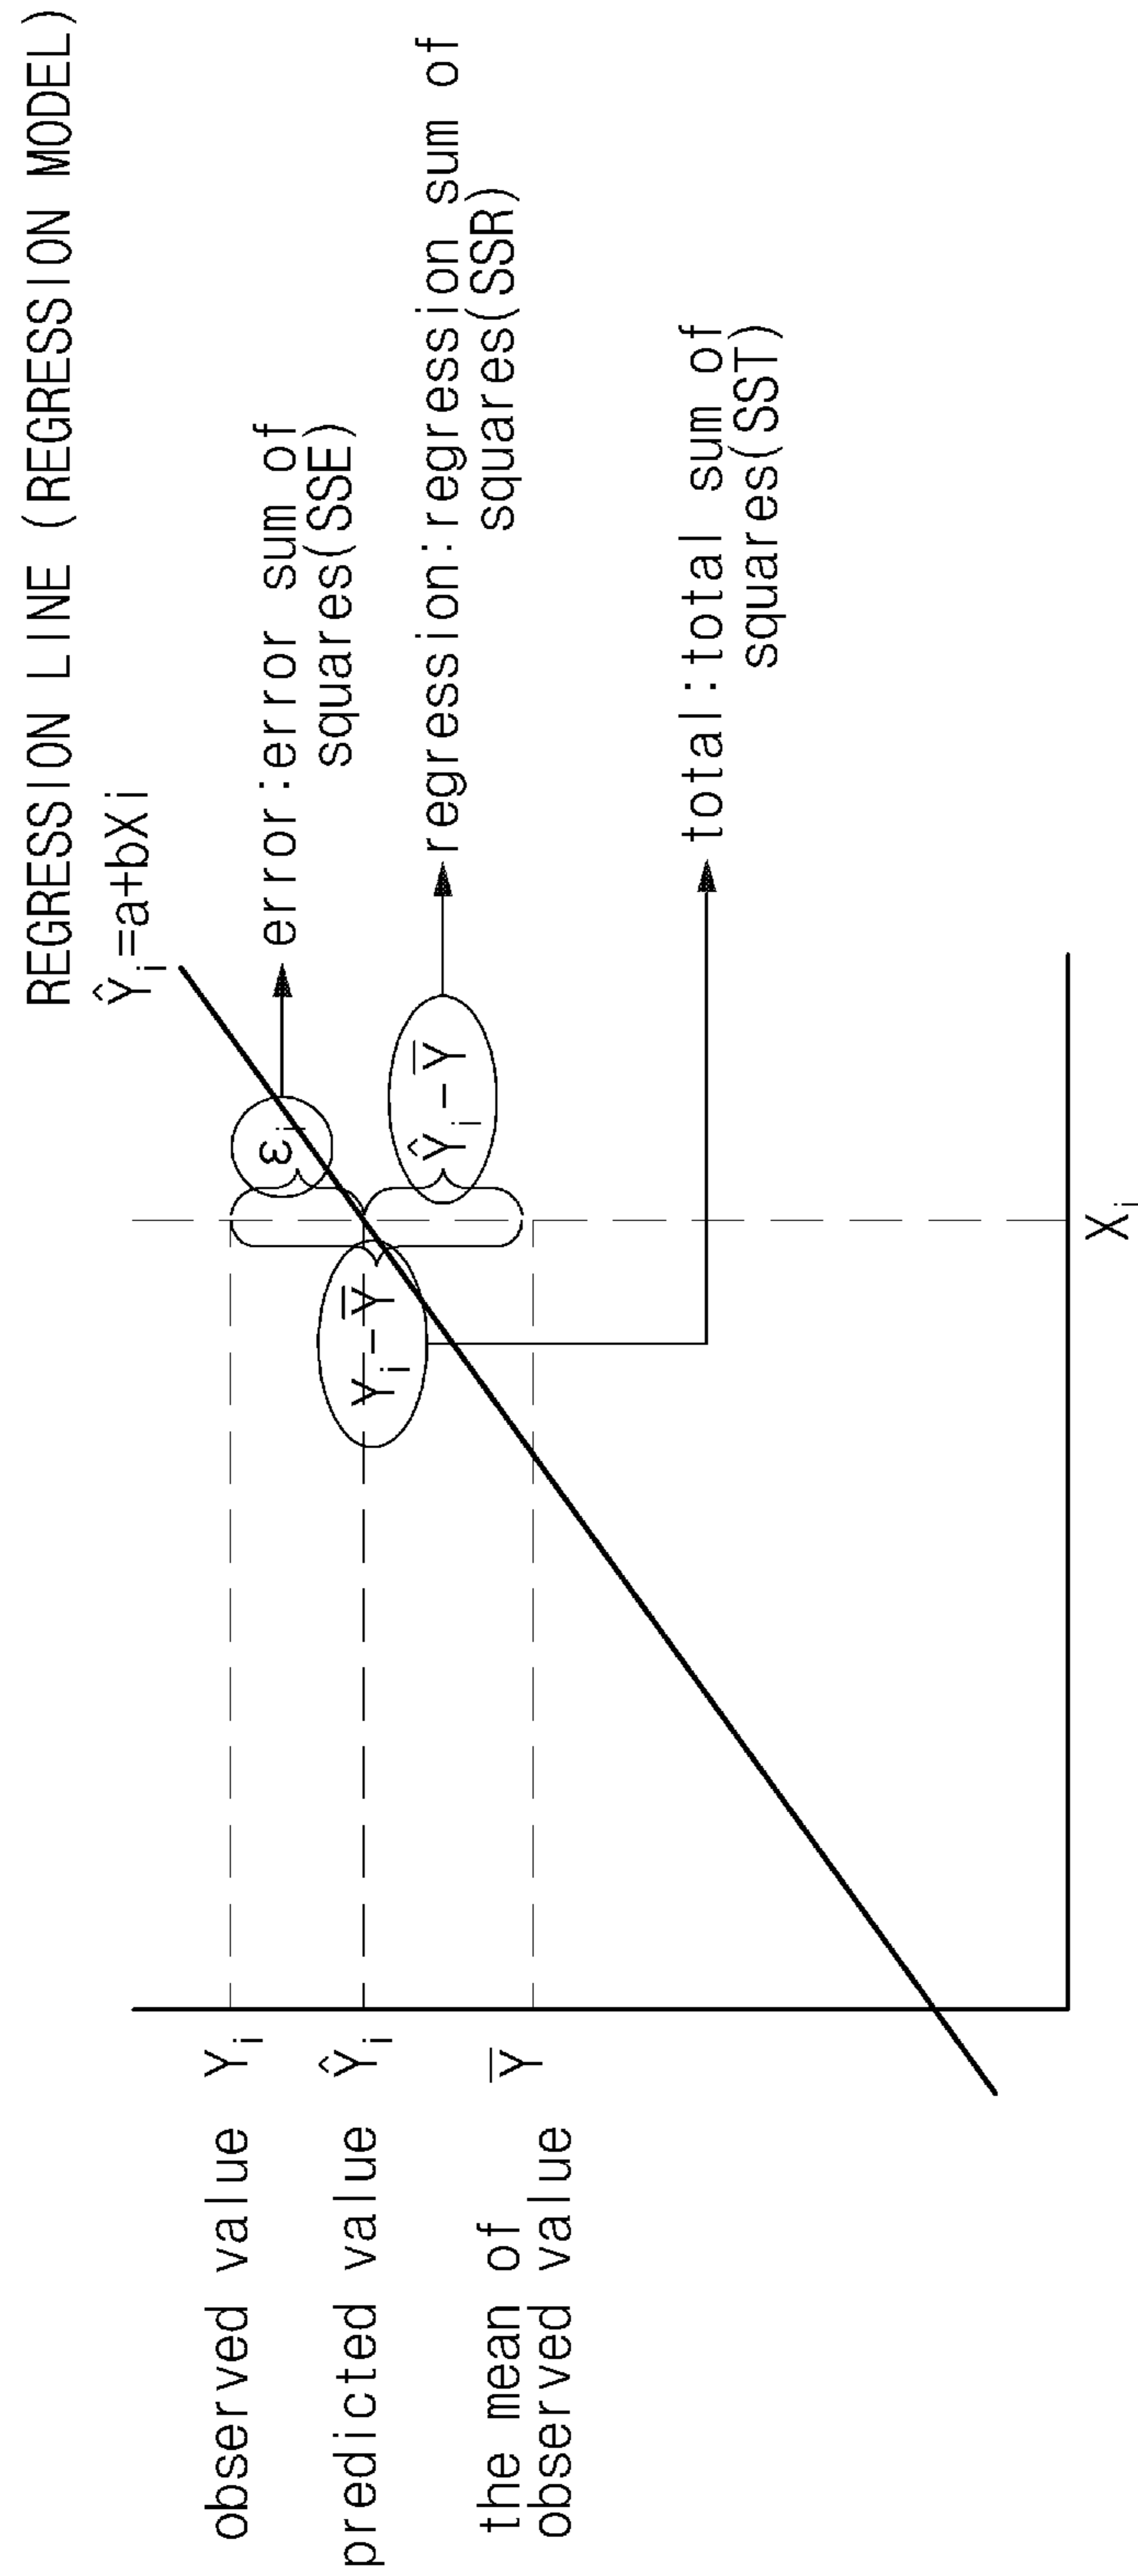 REGRESSION LINE (REGRESSION MODEL)
Ŷi=a+bXi
observed value Yi
εi
error:error sum of
squares(SSE)
predicted value Ŷi
Yi-Y̅
Ŷi-Y̅
regression:regression sum of
squares(SSR)
the mean of
observed value
Y̅
total:total sum of
squares(SST)
Xi